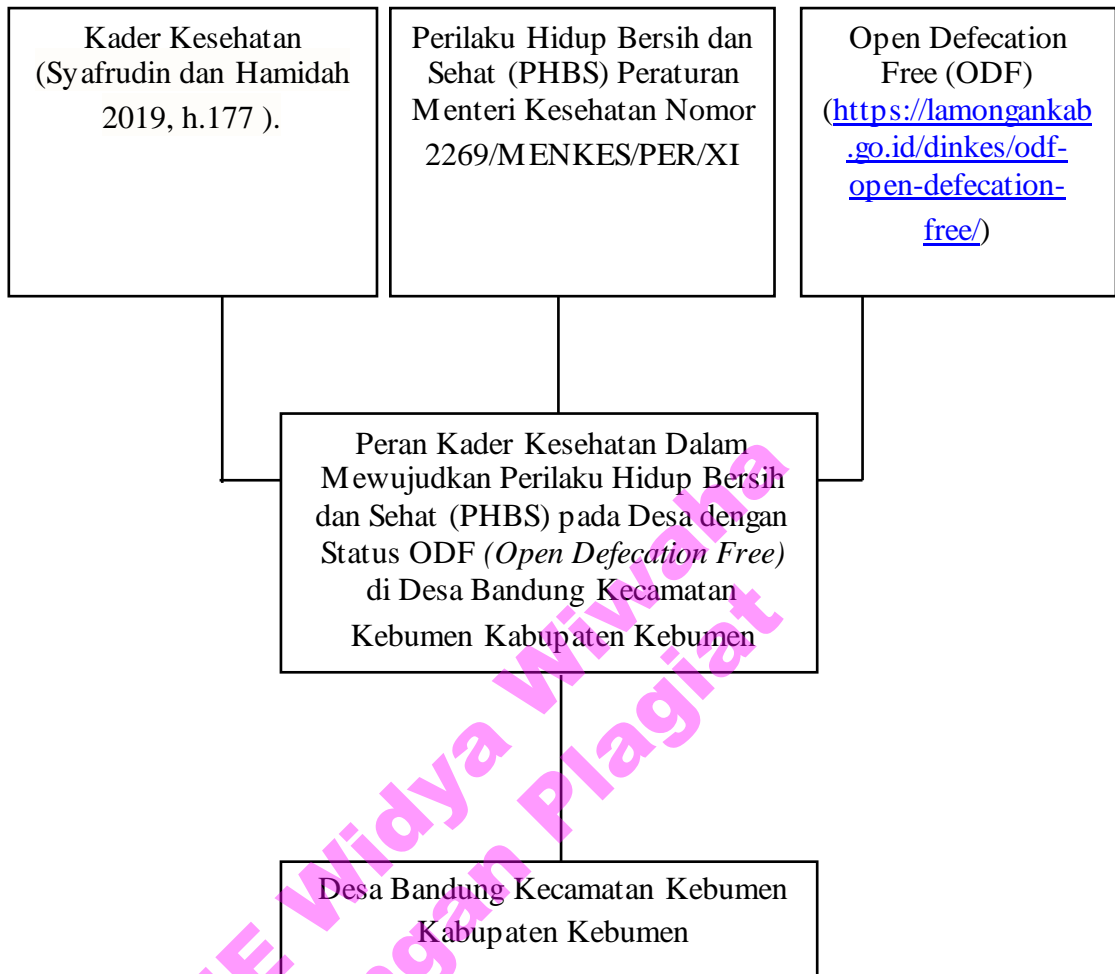 Kader Kesehatan
(Syafrudin dan Hamidah
2019, h.177 ).
Perilaku Hidup Bersih dan
Sehat (PHBS) Peraturan
Menteri Kesehatan Nomor
2269/MENKES/PER/XI
Open Defecation
Free (ODF)
(https://lamongankab
.go.id/dinkes/odf-
open-defecation-
free/)
Peran Kader Kesehatan Dalam
Mewujudkan Perilaku Hidup Bersih
dan Sehat (PHBS) pada Desa dengan
Status ODF (Open Defecation Free)
di Desa Bandung Kecamatan
Kebumen Kabupaten Kebumen
Desa Bandung Kecamatan Kebumen
Kabupaten Kebumen
Widya Wiwaha
Plagiat